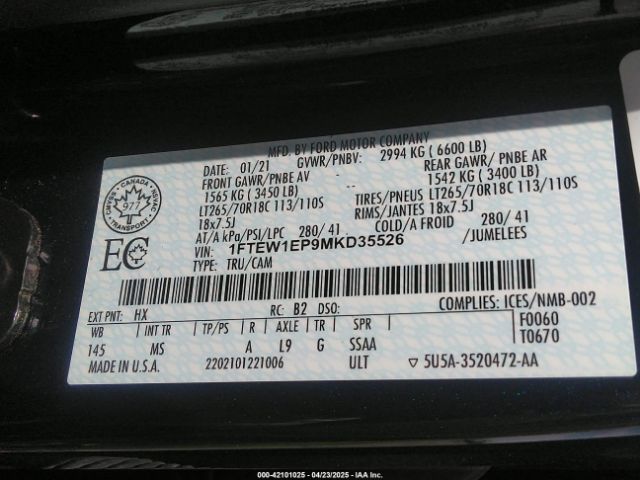 MFD. BY FORD MOTOR COMPANY
DATE: 01/21 GVWR/PNBV: 2994 KG ( 6600 LB)
FRONT GAWR/PNBE AV -- -- REAR GAWR/ PNBE AR
1565 KG ( 3450 LB) 1542 KG ( 3400 LB)
LT265/70R18C 113/110S TIRES/PNEUS LT265/70R18C 113/110S
18x7.5J RIMS/JANTES 18x7.5J
AT/A kPa/PSI/LPC 280/ 41 COLD/A FROID 280/ 41
VIN: 1FTEW1EP9MKD35526 /JUMELEES
TYPE: TRU/CAM
CANADA
977
TRANSPORT
EC
EXT PNT: HX RC: B2 DSO: COMPLIES: ICES/NMB-002
WB INT TR TP/PS R AXLE TR SPR F0060
145 MS A L9 G SSAA T0670
MADE IN U.S.A. 2202101221006 ULT ▽ 5U5A-3520472-AA
000-42101025 - 04/23/2025 - IAA Inc.